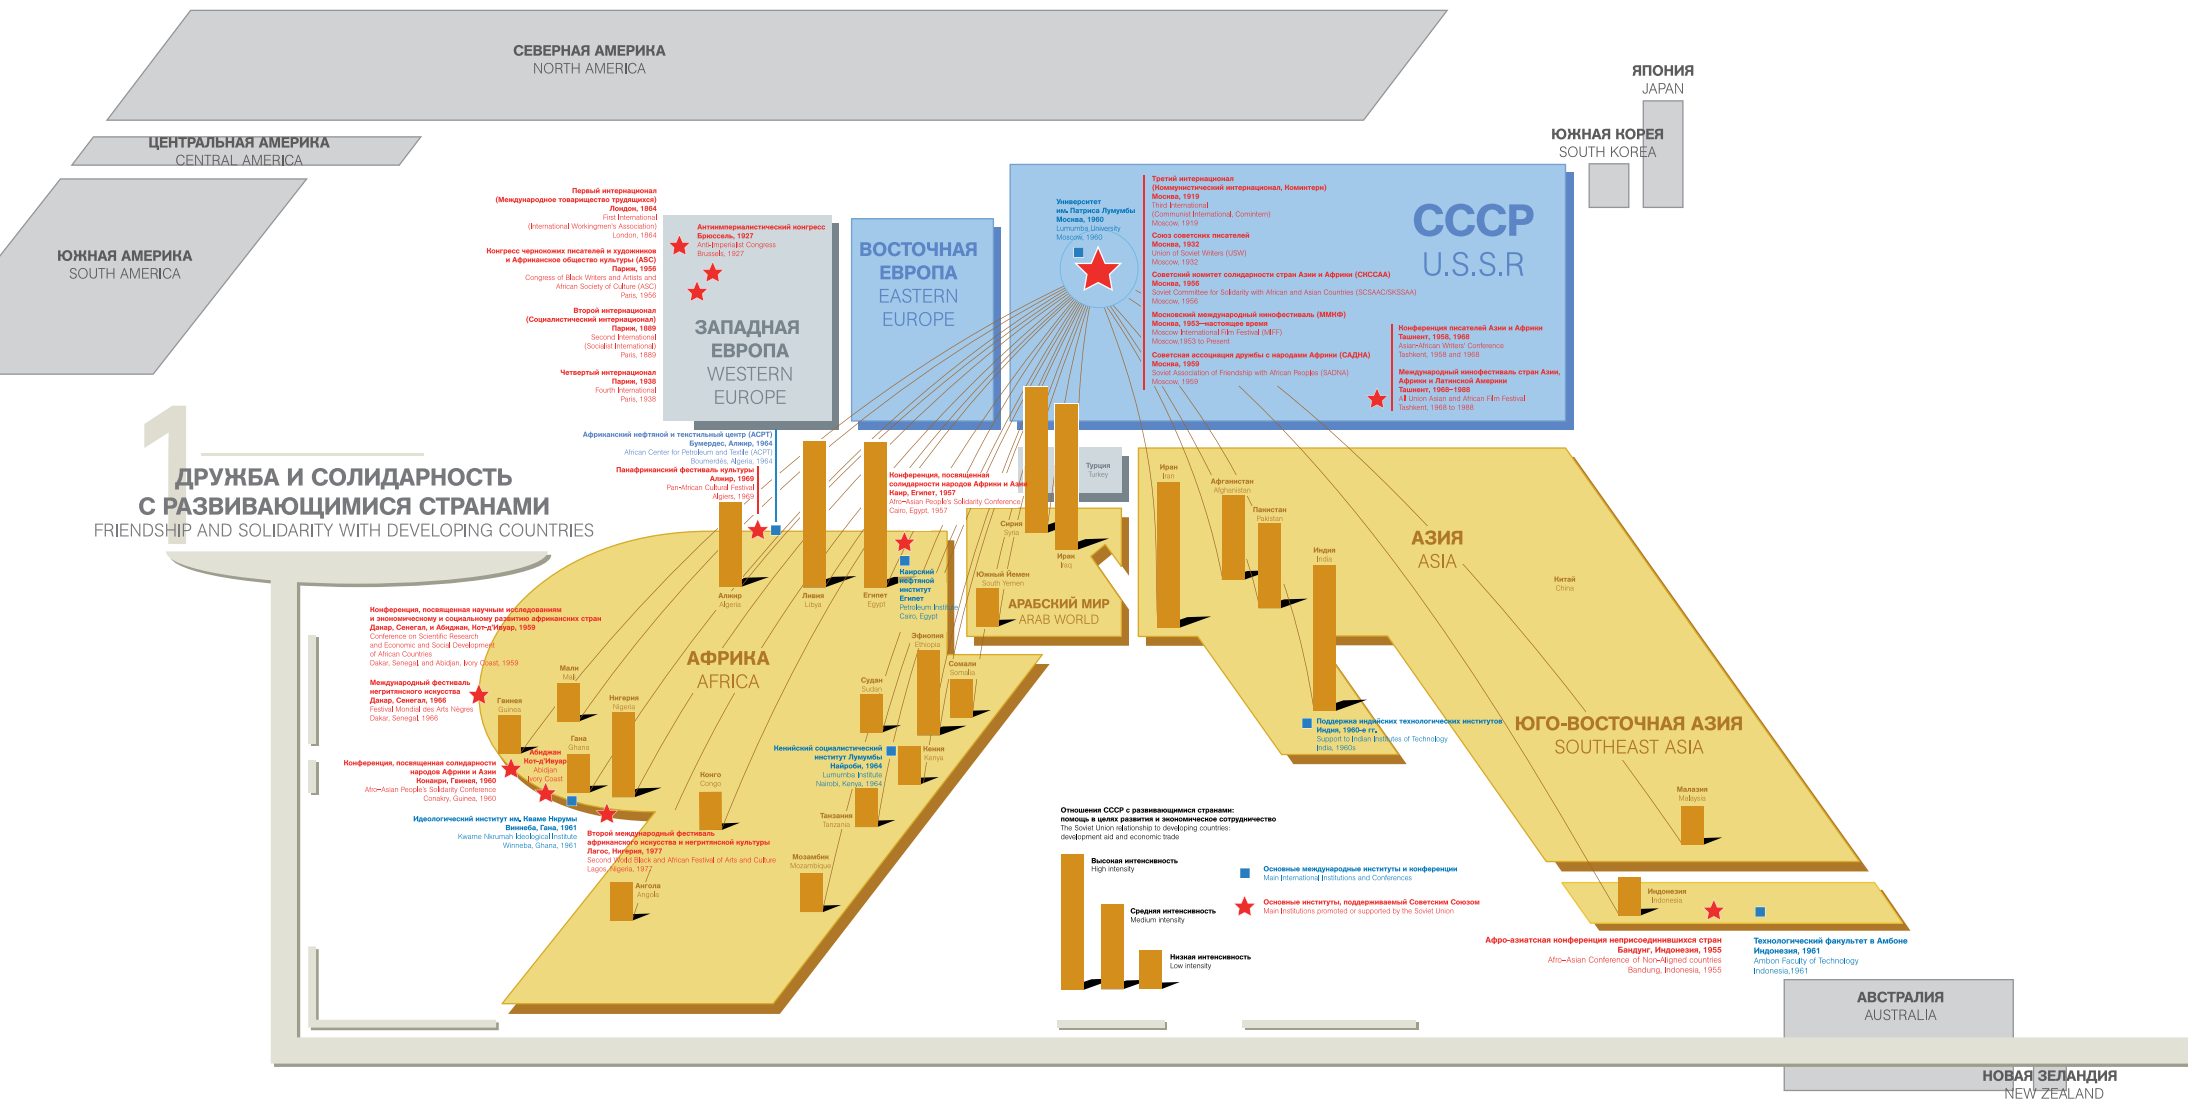 СЕВЕРНАЯ АМЕРИКА
NORTH AMERICA
ЯПОНИЯ
JAPAN
ЦЕНТРАЛЬНАЯ АМЕРИКА
CENTRAL AMERICA
ЮЖНАЯ КОРЕЯ
SOUTH KOREA
ЮЖНАЯ АМЕРИКА
SOUTH AMERICA
Первый интернационал
(Международное товарищество трудящихся)
Лондон, 1864
First International
(International Workingmen's Association)
London, 1864
Конгресс чернокожих писателей и художников
и Африканское общество культуры (ASC)
Париж, 1956
Congress of Black Writers and Artists and
African Society of Culture (ASC)
Paris, 1956
Второй интернационал
(Социалистический интернационал)
Париж, 1889
Second International
(Socialist International)
Paris, 1889
Четвертый интернационал
Париж, 1938
Fourth International
Paris, 1938
Антиимпериалистический конгресс
Брюссель, 1927
Anti-Imperialist Congress
Brussels, 1927
ЗАПАДНАЯ
ЕВРОПА
WESTERN
EUROPE
ВОСТОЧНАЯ
ЕВРОПА
EASTERN
EUROPE
Университет
им. Патриса Лумумбы
Москва, 1960
Lumumba University
Moscow, 1960
Третий интернационал
(Коммунистический интернационал, Коминтерн)
Москва, 1919
Third International
(Communist International, Comintern)
Moscow, 1919
Союз советских писателей
Москва, 1932
Union of Soviet Writers (USW)
Moscow, 1932
Советский комитет солидарности стран Азии и Африки (СКССАА)
Москва, 1956
Soviet Committee for Solidarity with African and Asian Countries (SCSAAC/SKSSAA)
Moscow, 1956
Московский международный кинофестиваль (ММКФ)
Москва, 1953—настоящее время
Moscow International Film Festival (MIFF)
Moscow,1953 to Present
Советская ассоциация дружбы с народами Африки (САДНА)
Москва, 1959
Soviet Association of Friendship with African Peoples (SADNA)
Moscow, 1959
СССР
U.S.S.R
Конференция писателей Азии и Африки
Ташкент, 1958, 1968
Asian-African Writers' Conference
Tashkent, 1958 and 1968
Международный кинофестиваль стран Азии,
Африки и Латинской Америки
Ташкент, 1968–1988
All Union Asian and African Film Festival
Tashkent, 1968 to 1988
1
ДРУЖБА И СОЛИДАРНОСТЬ
С РАЗВИВАЮЩИМИСЯ СТРАНАМИ
FRIENDSHIP AND SOLIDARITY WITH DEVELOPING COUNTRIES
Африканский нефтяной и текстильный центр (ACPT)
Бумердес, Алжир, 1964
African Center for Petroleum and Textile (ACPT)
Boumerdès, Algeria, 1964
Панафриканский фестиваль культуры
Алжир, 1969
Pan-African Cultural Festival
Algiers, 1969
Конференция, посвященная
солидарности народов Африки и Азии
Каир, Египет, 1957
Afro–Asian People's Solidarity Conference
Cairo, Egypt, 1957
Турция
Turkey
Иран
Iran
Афганистан
Afghanistan
Пакистан
Pakistan
Индия
India
АЗИЯ
ASIA
Китай
China
Сирия
Syria
Ирак
Iraq
Южный Йемен
South Yemen
АРАБСКИЙ МИР
ARAB WORLD
Алжир
Algeria
Ливия
Libya
Египет
Egypt
Каирский
нефтяной
институт
Египет
Petroleum Institute
Cairo, Egypt
Конференция, посвященная научным исследованиям
и экономическому и социальному развитию африканских стран
Дакар, Сенегал, и Абиджан, Кот-д'Ивуар, 1959
Conference on Scientific Research
and Economic and Social Development
of African Countries
Dakar, Senegal, and Abidjan, Ivory Coast, 1959
Международный фестиваль
негритянского искусства
Дакар, Сенегал, 1966
Festival Mondial des Arts Nègres
Dakar, Senegal, 1966
АФРИКА
AFRICA
Эфиопия
Ethiopia
Сомали
Somalia
Судан
Sudan
Мали
Mali
Гвинея
Guinea
Нигерия
Nigeria
Гана
Ghana
Абиджан
Кот-д'Ивуар
Abidjan
Ivory Coast
Конференция, посвященная солидарности
народов Африки и Азии
Конакри, Гвинея, 1960
Afro–Asian People's Solidarity Conference
Conakry, Guinea, 1960
Идеологический институт им. Кваме Нкрумы
Виннеба, Гана, 1961
Kwame Nkrumah Ideological Institute
Winneba, Ghana, 1961
Второй международный фестиваль
африканского искусства и негритянской культуры
Лагос, Нигерия, 1977
Second World Black and African Festival of Arts and Culture
Lagos, Nigeria, 1977
Конго
Congo
Кенийский социалистический
институт Лумумбы
Найроби, 1964
Lumumba Institute
Nairobi, Kenya, 1964
Кения
Kenya
Танзания
Tanzania
Мозамбик
Mozambique
Ангола
Angola
Поддержка индийских технологических институтов
Индия, 1960-е гг.
Support to Indian Institutes of Technology
India, 1960s
ЮГО-ВОСТОЧНАЯ АЗИЯ
SOUTHEAST ASIA
Малазия
Malaysia
Индонезия
Indonesia
Отношения СССР с развивающимися странами:
помощь в целях развития и экономическое сотрудничество
The Soviet Union relationship to developing countries:
development aid and economic trade
Высокая интенсивность
High intensity
Средняя интенсивность
Medium intensity
Низкая интенсивность
Low intensity
Основные международные институты и конференции
Main International Institutions and Conferences
Основные институты, поддерживаемый Советским Союзом
Main Institutions promoted or supported by the Soviet Union
Афро-азиатская конференция неприсоединившихся стран
Бандунг, Индонезия, 1955
Afro–Asian Conference of Non-Aligned countries
Bandung, Indonesia, 1955
Технологический факультет в Амбоне
Индонезия, 1961
Ambon Faculty of Technology
Indonesia,1961
АВСТРАЛИЯ
AUSTRALIA
НОВАЯ ЗЕЛАНДИЯ
NEW ZEALAND